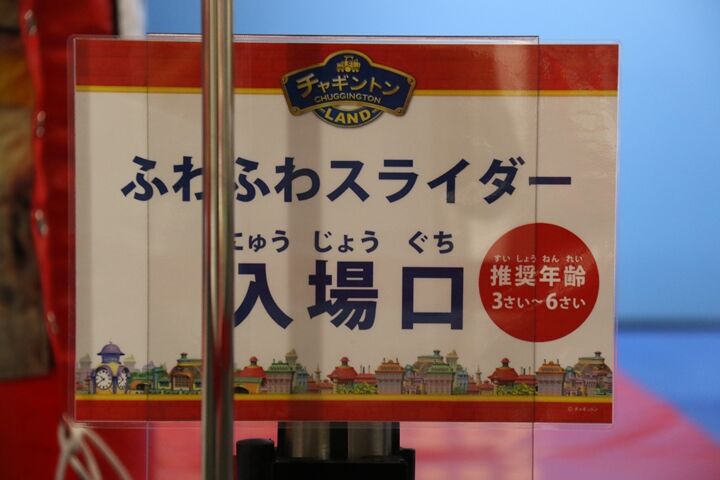 チャギントン
CHUGGINGTON
LAND
ふわふわスライダー
にゅう じょう ぐち
入場口
すい しょう ねん れい
推奨年齢
3さい～6さい
© チャギントン